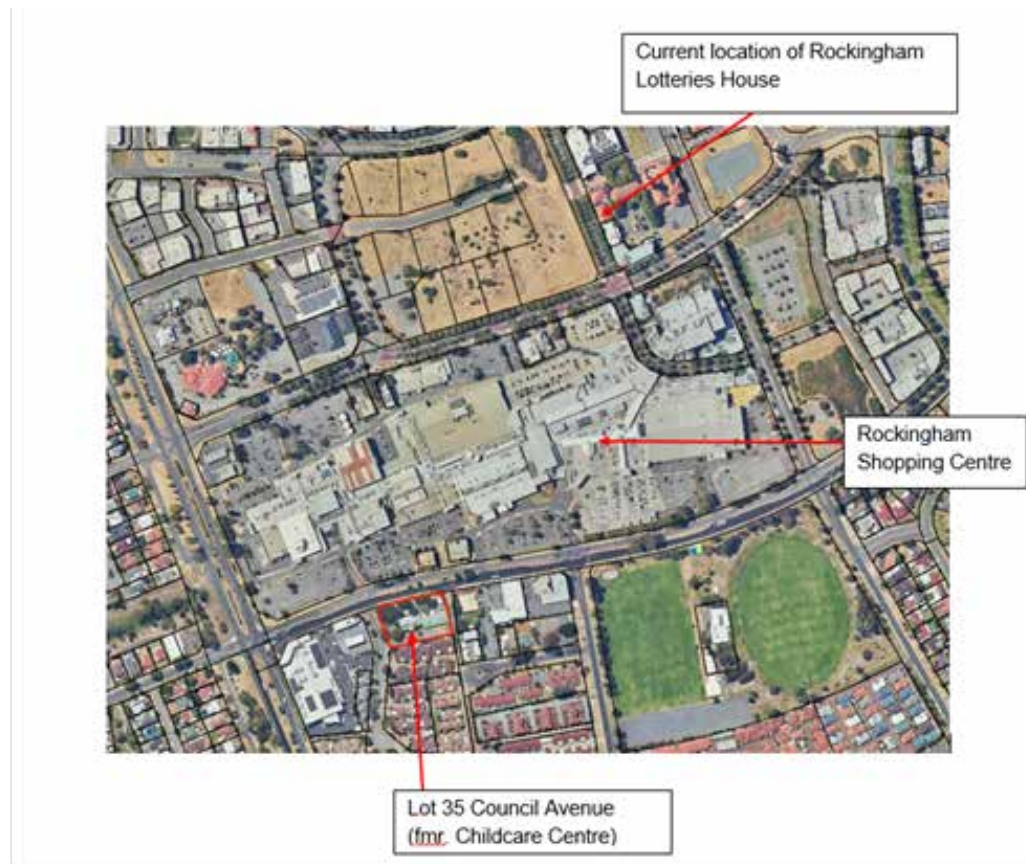 Current location of Rockingham
Lotteries House
Rockingham
Shopping Centre
Lot 35 Council Avenue
(fmr. Childcare Centre)